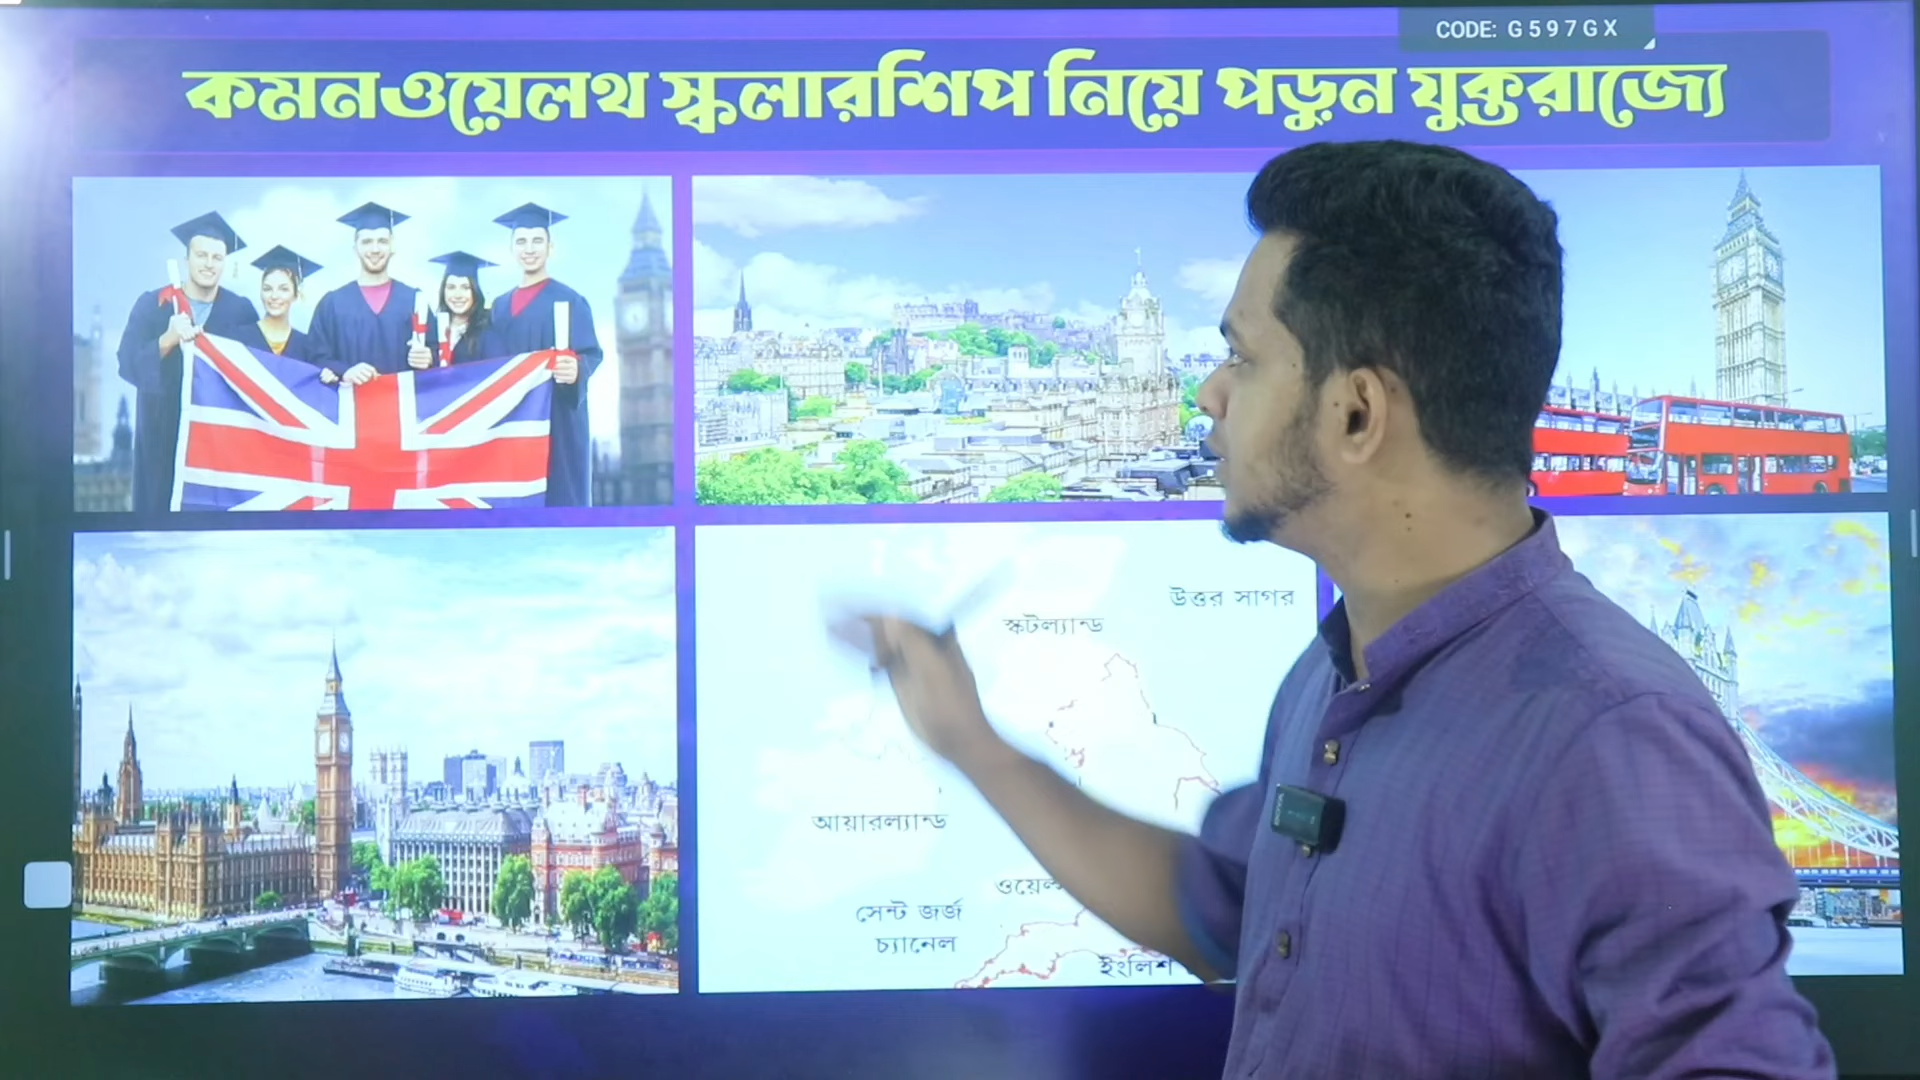 CODE: G597GX
কমনওয়েলথ স্কলারশিপ নিয়ে পড়ুন যুক্তরাজ্যে
উত্তর সাগর
স্কটল্যান্ড
আয়ারল্যান্ড
সেন্ট জর্জ
চ্যানেল
ইংলিশ